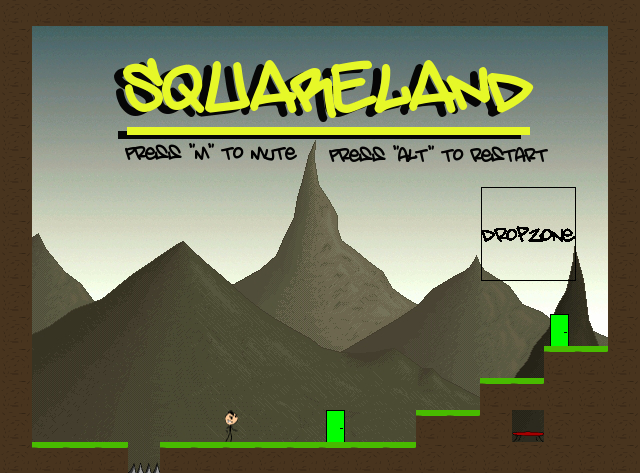 SQUARELAND
PRESS "M" TO MUTE
PRESS "ALT" TO RESTART
DROPZONE